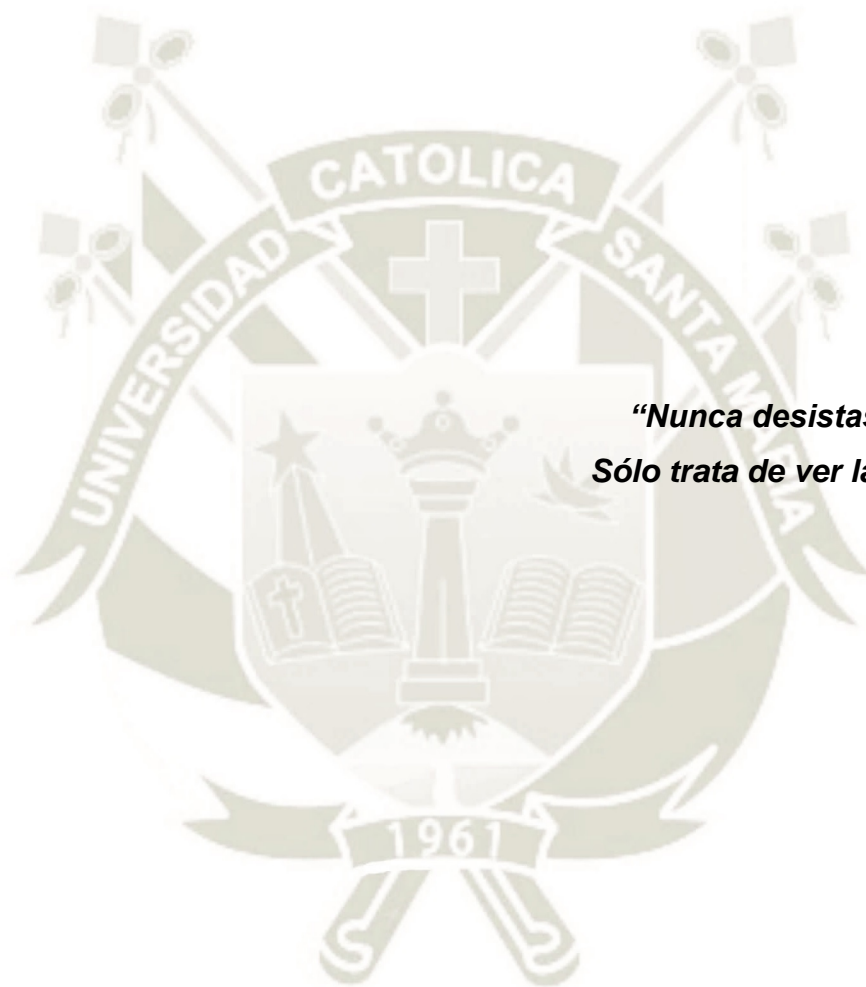 CATOLICA
UNIVERSIDAD
SANTA MARIA
“Nunca desistas
Sólo trata de ver la
1961